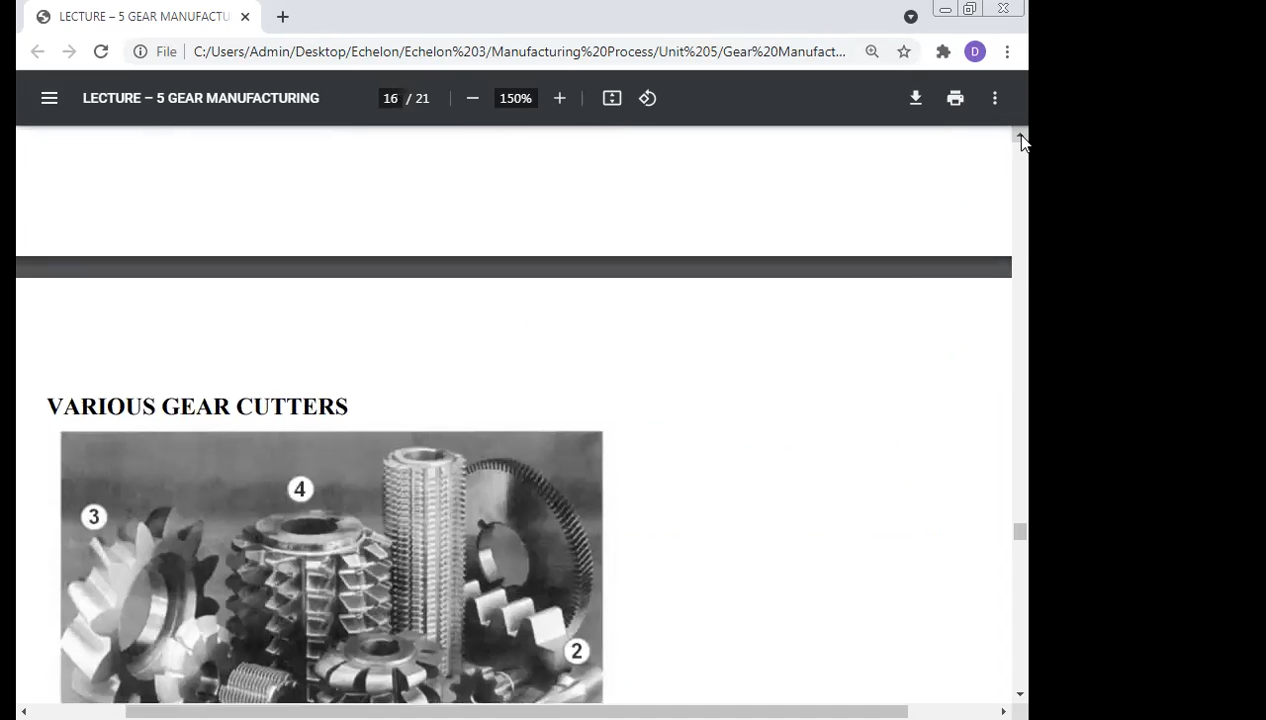 LECTURE – 5 GEAR MANUFACTU
File
C:/Users/Admin/Desktop/Echelon/Echelon%203/Manufacturing%20Process/Unit%205/Gear%20Manufact...
D
LECTURE – 5 GEAR MANUFACTURING
16 / 21
150%
VARIOUS GEAR CUTTERS
4
3
2